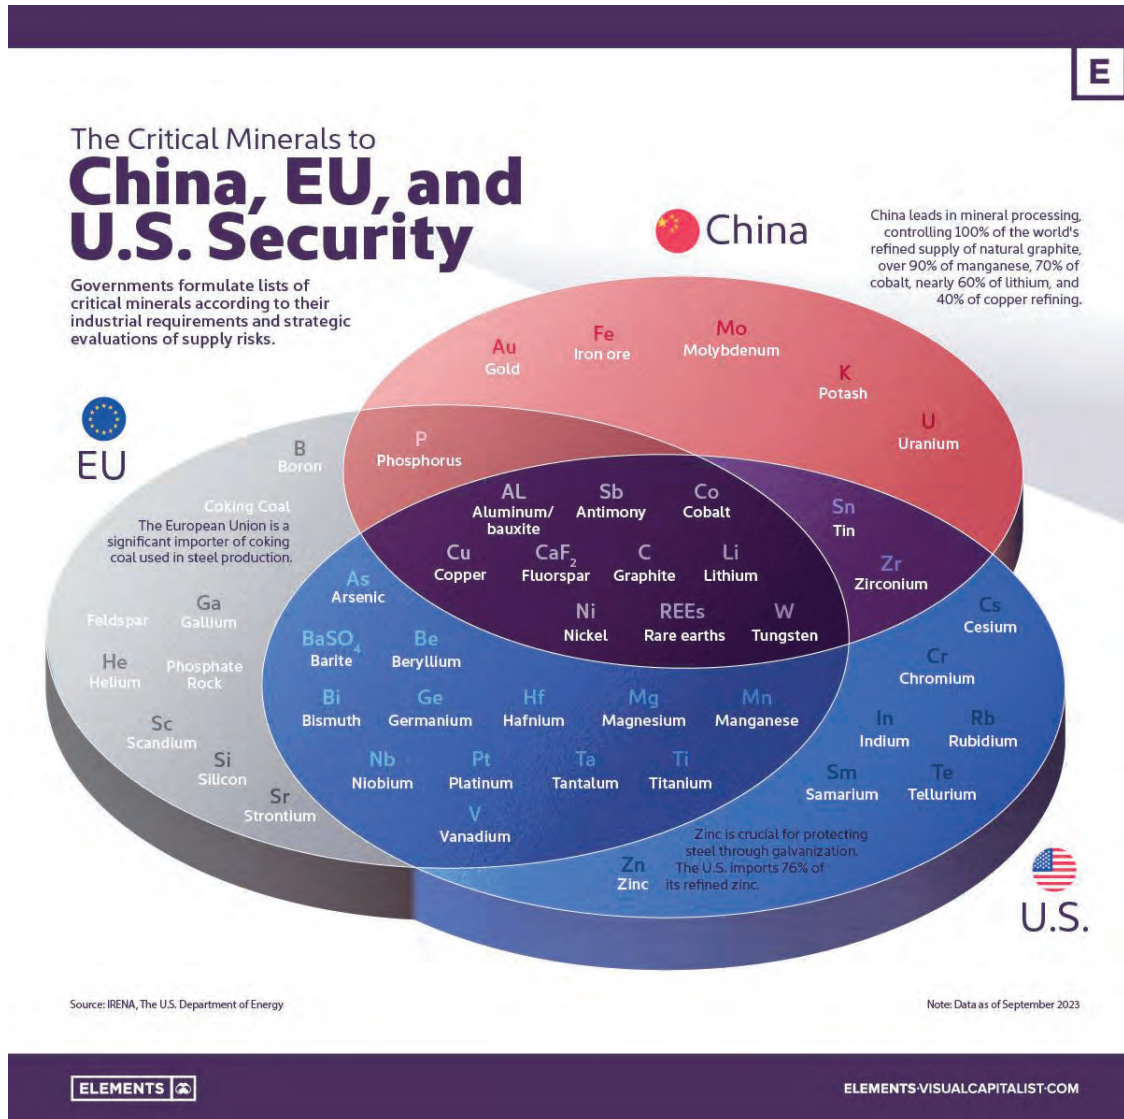 E
The Critical Minerals to
China, EU, and
U.S. Security
Governments formulate lists of
critical minerals according to their
industrial requirements and strategic
evaluations of supply risks.
China
China leads in mineral processing,
controlling 100% of the world's
refined supply of natural graphite,
over 90% of manganese, 70% of
cobalt, nearly 60% of lithium, and
40% of copper refining.
Au
Gold
Fe
Iron ore
Mo
Molybdenum
K
Potash
U
Uranium
EU
B
Boron
P
Phosphorus
Coking Coal
The European Union is a
significant importer of coking
coal used in steel production.
AL
Aluminum/
bauxite
Sb
Antimony
Co
Cobalt
Sn
Tin
Cu
Copper
CaF2
Fluorspar
C
Graphite
Li
Lithium
Zr
Zirconium
As
Arsenic
Ni
Nickel
REEs
Rare earths
W
Tungsten
Cs
Cesium
Feldspar
Ga
Gallium
BaSO4
Barite
Be
Beryllium
Cr
Chromium
He
Helium
Phosphate
Rock
Bi
Bismuth
Ge
Germanium
Hf
Hafnium
Mg
Magnesium
Mn
Manganese
In
Indium
Rb
Rubidium
Sc
Scandium
Si
Silicon
Nb
Niobium
Pt
Platinum
Ta
Tantalum
Ti
Titanium
Sm
Samarium
Te
Tellurium
Sr
Strontium
V
Vanadium
Zn
Zinc
Zinc is crucial for protecting
steel through galvanization.
The U.S. imports 76% of
its refined zinc.
U.S.
Source: IRENA, The U.S. Department of Energy
Note: Data as of September 2023
ELEMENTS
ELEMENTS·VISUALCAPITALIST·COM